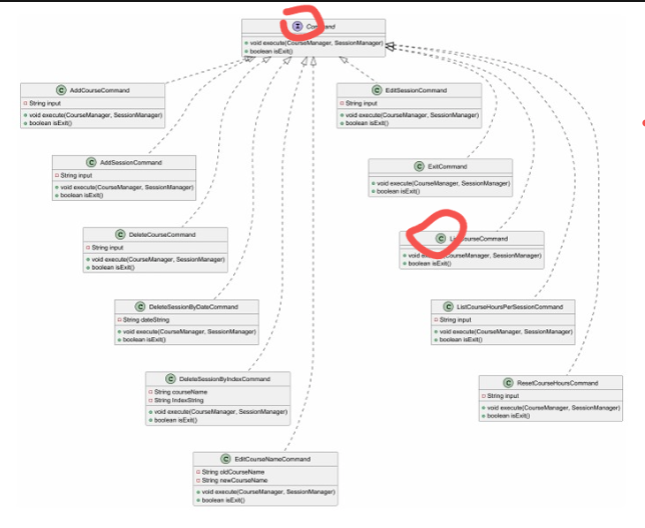 I
Command
void execute(CourseManager, SessionManager)
boolean isExit()
C AddCourseCommand
String input
void execute(CourseManager, SessionManager)
boolean isExit()
C EditSessionCommand
String input
void execute(CourseManager, SessionManager)
boolean isExit()
C AddSessionCommand
String input
void execute(CourseManager, SessionManager)
boolean isExit()
C ExitCommand
void execute(CourseManager, SessionManager)
boolean isExit()
C DeleteCourseCommand
String input
void execute(CourseManager, SessionManager)
boolean isExit()
C ListCourseCommand
void execute(CourseManager, SessionManager)
boolean isExit()
C DeleteSessionByDateCommand
String dateString
void execute(CourseManager, SessionManager)
boolean isExit()
C ListCourseHoursPerSessionCommand
String input
void execute(CourseManager, SessionManager)
boolean isExit()
C DeleteSessionByIndexCommand
String courseName
String IndexString
void execute(CourseManager, SessionManager)
boolean isExit()
C ResetCourseHoursCommand
String input
void execute(CourseManager, SessionManager)
boolean isExit()
C EditCourseNameCommand
String oldCourseName
String newCourseName
void execute(CourseManager, SessionManager)
boolean isExit()